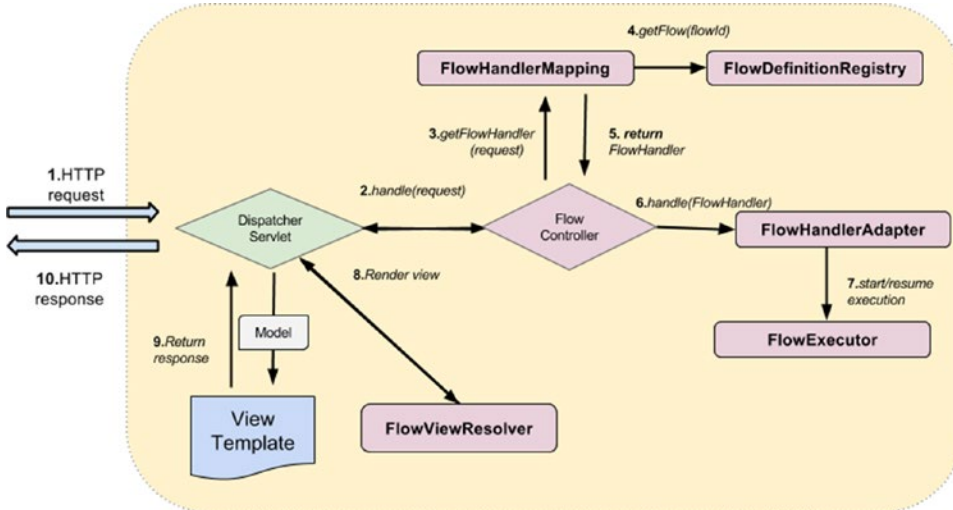 4.getFlow(flowId)
FlowHandlerMapping
FlowDefinitionRegistry
3.getFlowHandler
(request)
5. return
FlowHandler
1.HTTP
request
2.handle(request)
6.handle(FlowHandler)
Dispatcher
Servlet
Flow
Controller
FlowHandlerAdapter
10.HTTP
response
8.Render view
7.start/resume
execution
Model
9.Return
response
FlowExecutor
View
Template
FlowViewResolver